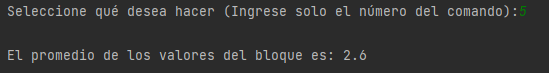 Seleccione qué desea hacer (Ingrese solo el número del comando):5
El promedio de los valores del bloque es: 2.6